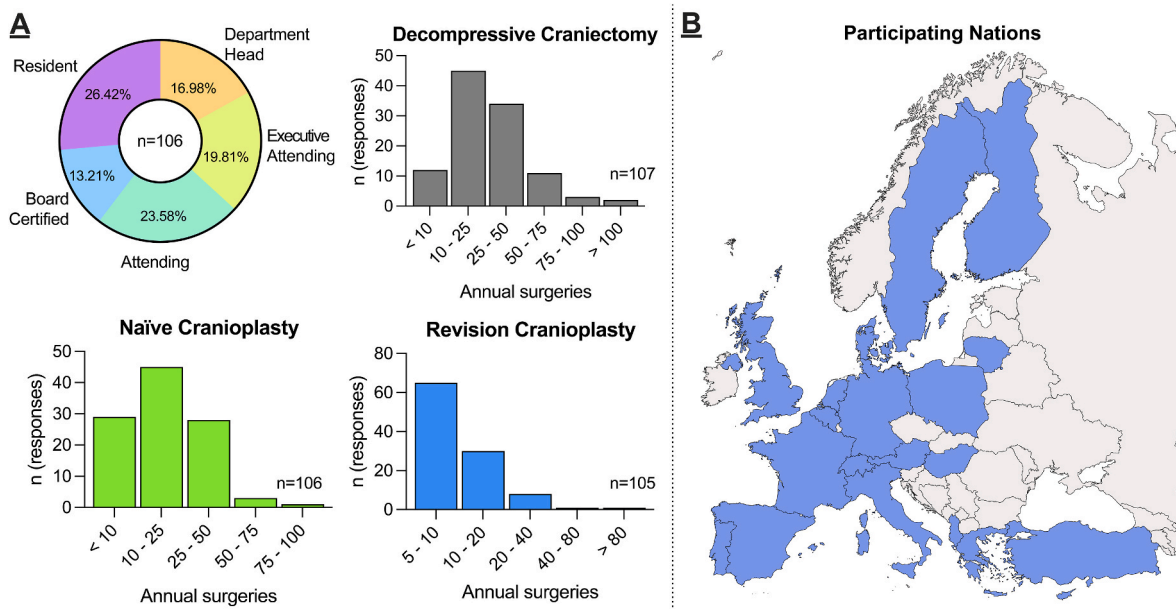 A
Department
Head
Resident
26.42%
16.98%
n=106
Executive
Attending
19.81%
13.21%
Board
Certified
23.58%
Attending
Decompressive Craniectomy
n (responses)
50
40
30
20
10
0
n=107
< 10
10 - 25
25 - 50
50 - 75
75 - 100
> 100
Annual surgeries
Naïve Cranioplasty
n (responses)
50
40
30
20
10
0
n=106
< 10
10 - 25
25 - 50
50 - 75
75 - 100
Annual surgeries
Revision Cranioplasty
n (responses)
80
60
40
20
0
n=105
5 - 10
10 - 20
20 - 40
40 - 80
> 80
Annual surgeries
B
Participating Nations